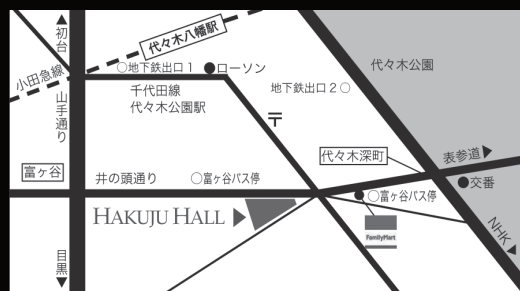 ▲初台
代々木八幡駅
小田急線
○地下鉄出口1
●ローソン
代々木公園
千代田線
代々木公園駅
地下鉄出口2○
山手通り
〒
代々木深町
表参道▶
富ヶ谷
井の頭通り
○富ヶ谷バス停
○富ヶ谷バス停
●交番
HAKUJU HALL▶
FamilyMart
NHK▼
目黒▼